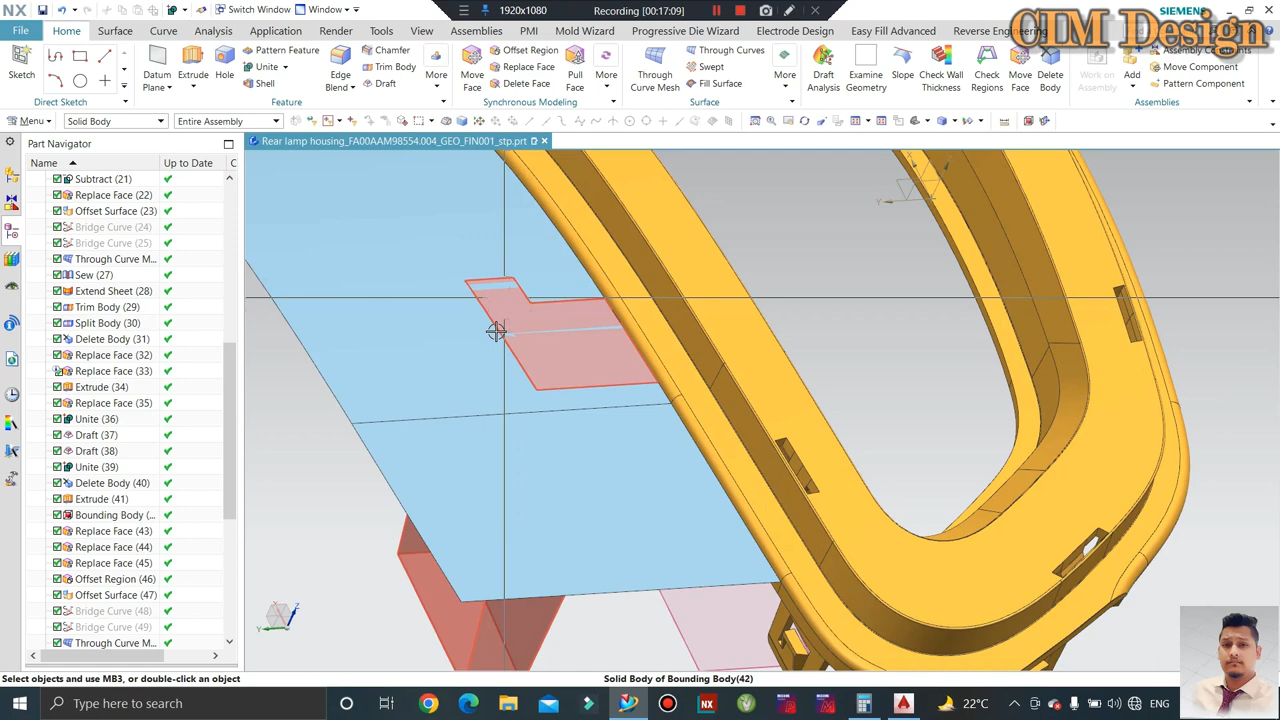 NX
Switch Window
Window
1920x1080
Recording [00:17:09]
SIEMENS
CIM Design
File
Home
Surface
Curve
Analysis
Application
Render
Tools
View
Assemblies
PMI
Mold Wizard
Progressive Die Wizard
Electrode Design
Easy Fill Advanced
Reverse Engineering
Sketch
Direct Sketch
Datum Plane
Extrude
Hole
Pattern Feature
Unite
Shell
Edge Blend
Chamfer
Trim Body
Draft
More
Feature
Move Face
Offset Region
Replace Face
Delete Face
Pull Face
More
Synchronous Modeling
Through Curve Mesh
Through Curves
Swept
Fill Surface
More
Surface
Draft Analysis
Examine Geometry
Slope
Check Wall Thickness
Check Regions
Move Face
Delete Body
Work on Assembly
Add
Assembly Constraints
Move Component
Pattern Component
Assemblies
Menu
Solid Body
Entire Assembly
Part Navigator
Rear lamp housing_FA00AAM98554.004_GEO_FIN001_stp.prt
Name
Up to Date
C
Subtract (21)
Replace Face (22)
Offset Surface (23)
Bridge Curve (24)
Bridge Curve (25)
Through Curve M...
Sew (27)
Extend Sheet (28)
Trim Body (29)
Split Body (30)
Delete Body (31)
Replace Face (32)
Replace Face (33)
Extrude (34)
Replace Face (35)
Unite (36)
Draft (37)
Draft (38)
Unite (39)
Delete Body (40)
Extrude (41)
Bounding Body (...
Replace Face (43)
Replace Face (44)
Replace Face (45)
Offset Region (46)
Offset Surface (47)
Bridge Curve (48)
Bridge Curve (49)
Through Curve M...
Select objects and use MB3, or double-click an object
Solid Body of Bounding Body(42)
Type here to search
NX
22°C
ENG